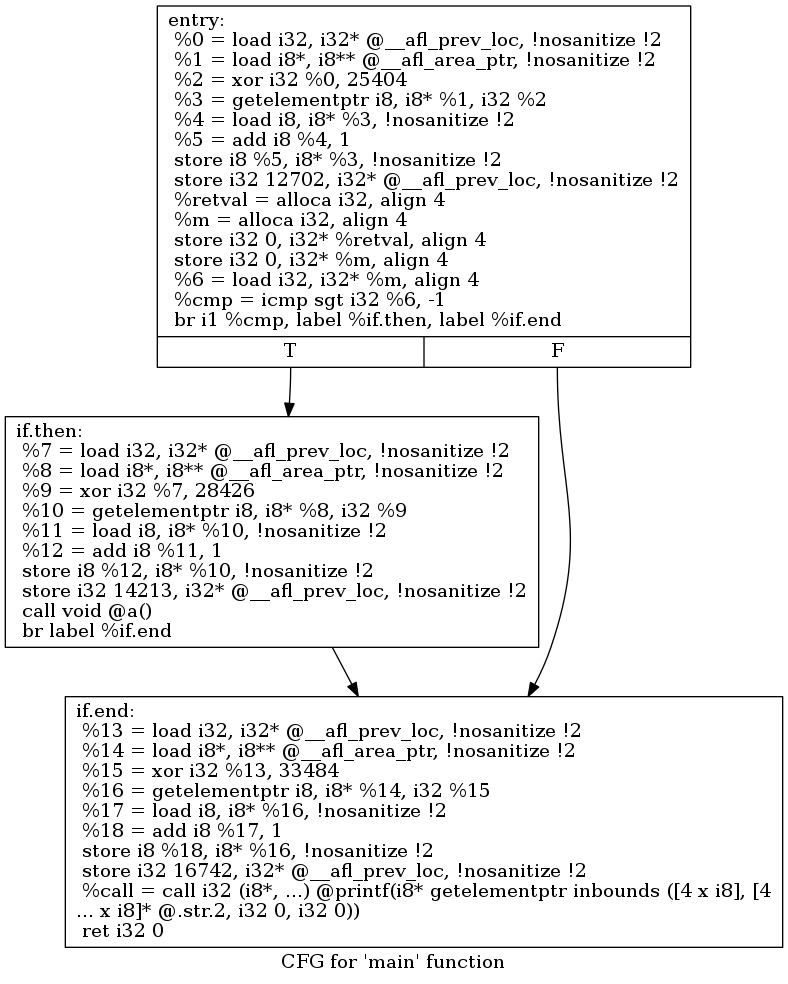 entry:
%0 = load i32, i32* @__afl_prev_loc, !nosanitize !2
%1 = load i8*, i8** @__afl_area_ptr, !nosanitize !2
%2 = xor i32 %0, 25404
%3 = getelementptr i8, i8* %1, i32 %2
%4 = load i8, i8* %3, !nosanitize !2
%5 = add i8 %4, 1
store i8 %5, i8* %3, !nosanitize !2
store i32 12702, i32* @__afl_prev_loc, !nosanitize !2
%retval = alloca i32, align 4
%m = alloca i32, align 4
store i32 0, i32* %retval, align 4
store i32 0, i32* %m, align 4
%6 = load i32, i32* %m, align 4
%cmp = icmp sgt i32 %6, -1
br i1 %cmp, label %if.then, label %if.end
T F
if.then:
%7 = load i32, i32* @__afl_prev_loc, !nosanitize !2
%8 = load i8*, i8** @__afl_area_ptr, !nosanitize !2
%9 = xor i32 %7, 28426
%10 = getelementptr i8, i8* %8, i32 %9
%11 = load i8, i8* %10, !nosanitize !2
%12 = add i8 %11, 1
store i8 %12, i8* %10, !nosanitize !2
store i32 14213, i32* @__afl_prev_loc, !nosanitize !2
call void @a()
br label %if.end
if.end:
%13 = load i32, i32* @__afl_prev_loc, !nosanitize !2
%14 = load i8*, i8** @__afl_area_ptr, !nosanitize !2
%15 = xor i32 %13, 33484
%16 = getelementptr i8, i8* %14, i32 %15
%17 = load i8, i8* %16, !nosanitize !2
%18 = add i8 %17, 1
store i8 %18, i8* %16, !nosanitize !2
store i32 16742, i32* @__afl_prev_loc, !nosanitize !2
%call = call i32 (i8*, ...) @printf(i8* getelementptr inbounds ([4 x i8], [4
... x i8]* @.str.2, i32 0, i32 0))
ret i32 0
CFG for 'main' function